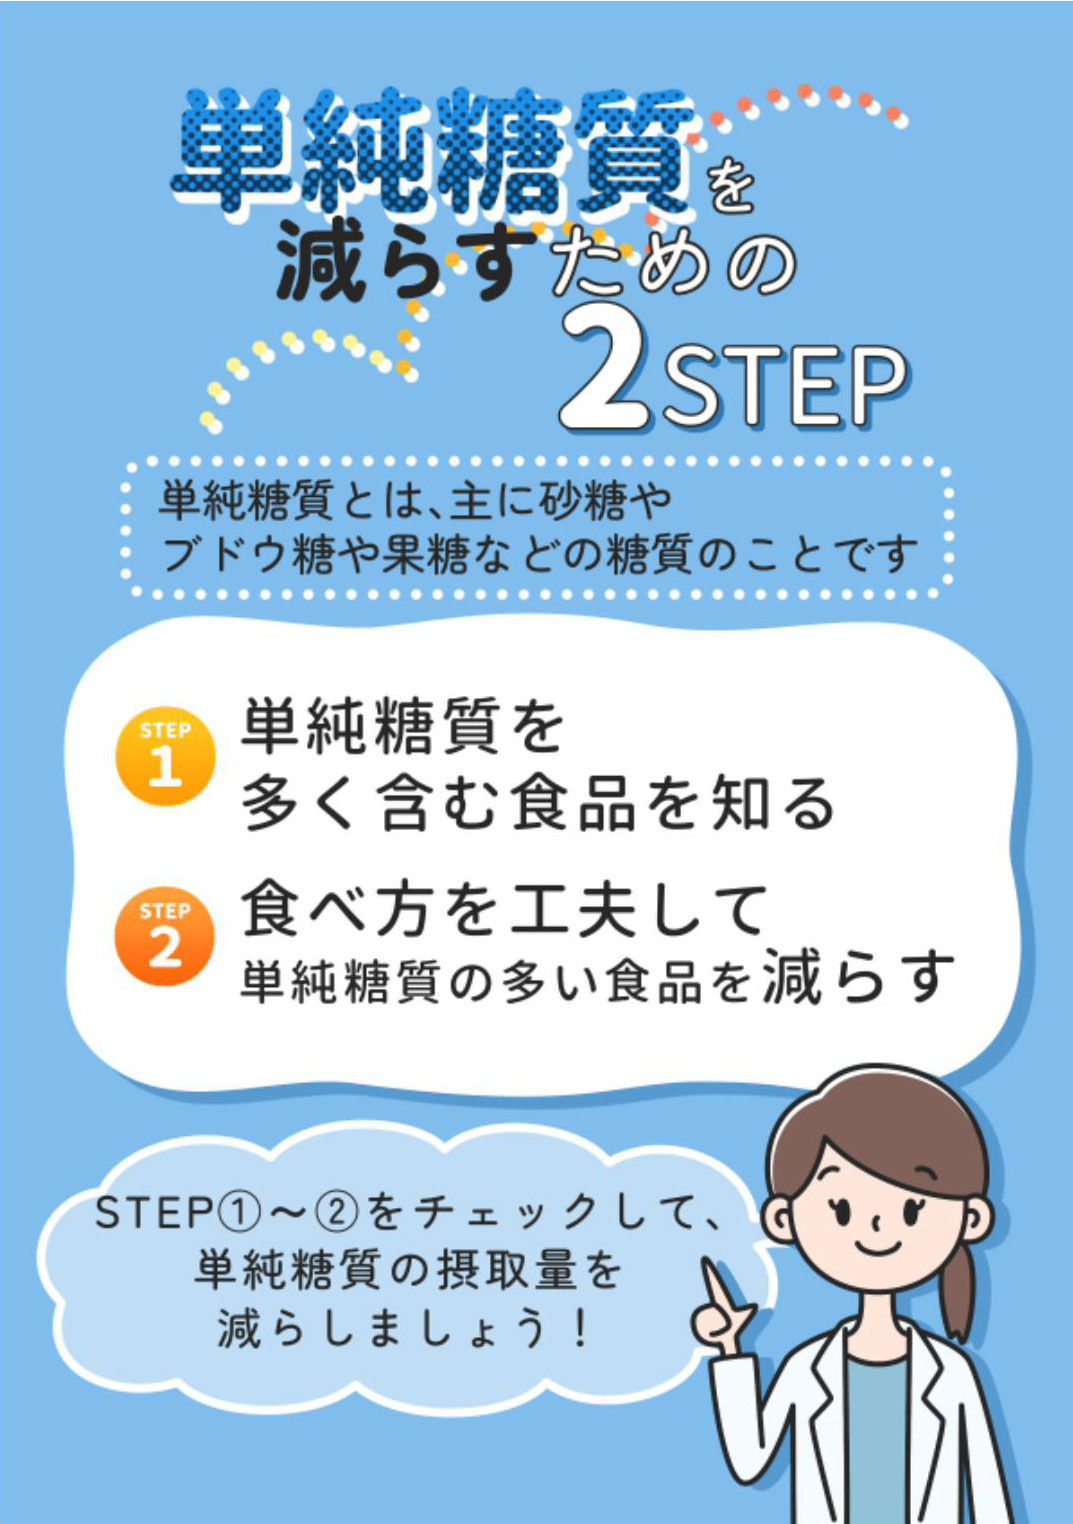 単純糖質を
減らすための
2STEP
単純糖質とは、主に砂糖や
ブドウ糖や果糖などの糖質のことです
STEP
1
単純糖質を
多く含む食品を知る
STEP
2
食べ方を工夫して
単純糖質の多い食品を減らす
STEP①～②をチェックして、
単純糖質の摂取量を
減らしましょう！